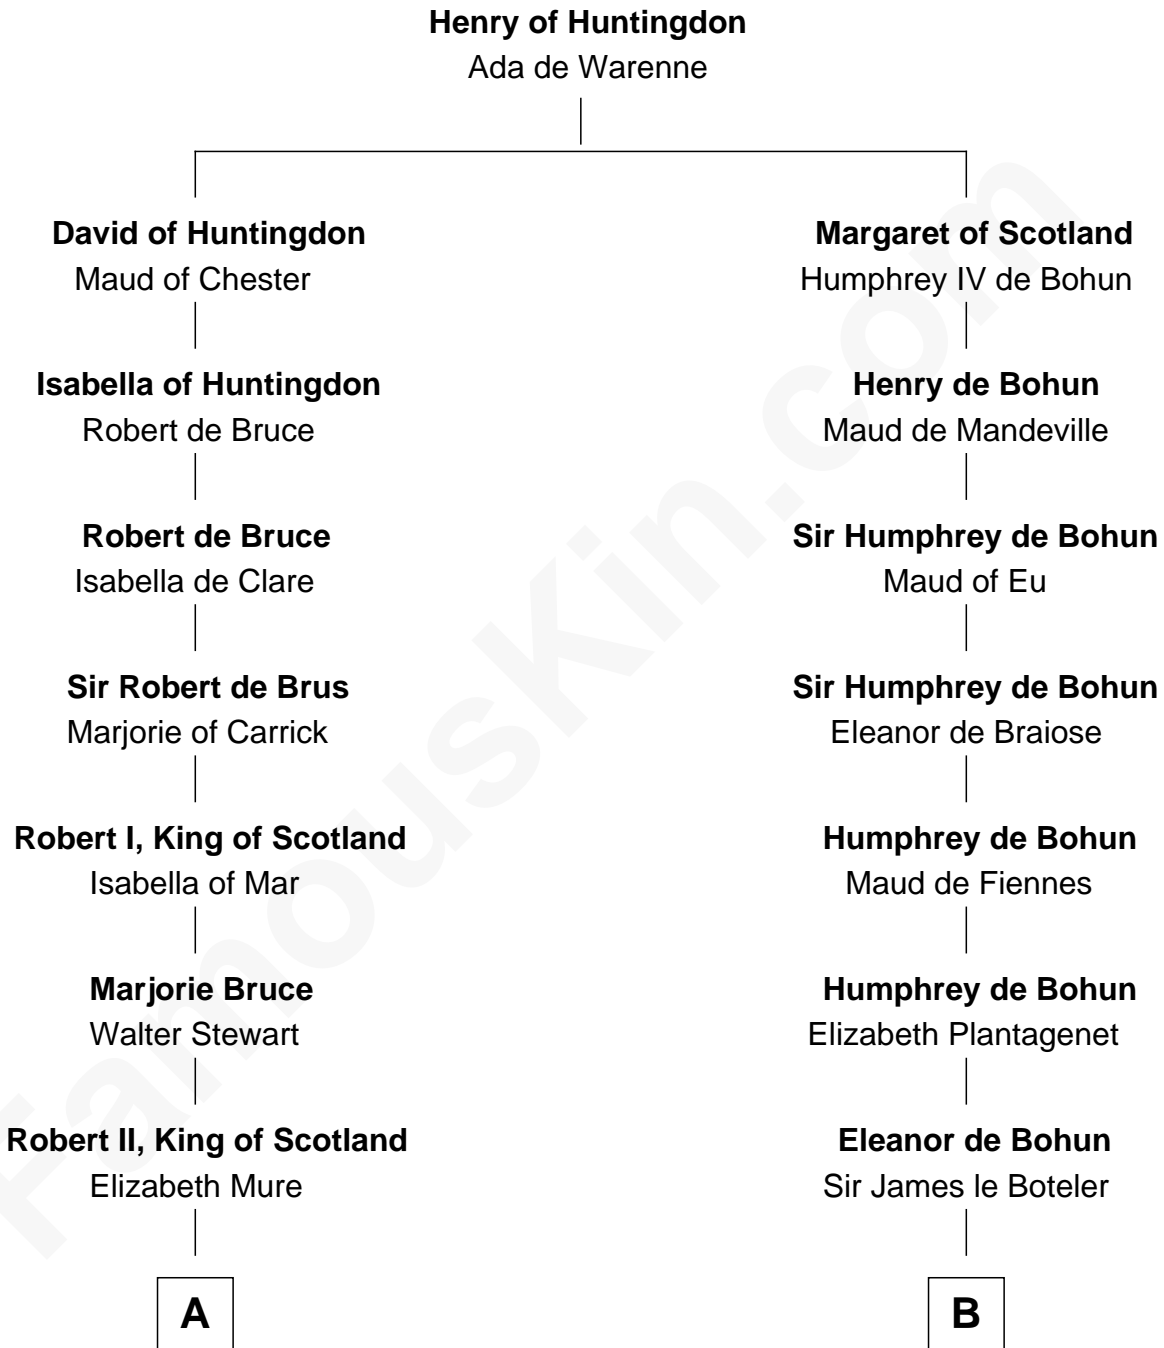 Henry of Huntingdon
Ada de Warenne
David of Huntingdon
Maud of Chester
Isabella of Huntingdon
Robert de Bruce
Robert de Bruce
Isabella de Clare
Sir Robert de Brus
Marjorie of Carrick
Robert I, King of Scotland
Isabella of Mar
Marjorie Bruce
Walter Stewart
Robert II, King of Scotland
Elizabeth Mure
A
Margaret of Scotland
Humphrey IV de Bohun
Henry de Bohun
Maud de Mandeville
Sir Humphrey de Bohun
Maud of Eu
Sir Humphrey de Bohun
Eleanor de Braiose
Humphrey de Bohun
Maud de Fiennes
Humphrey de Bohun
Elizabeth Plantagenet
Eleanor de Bohun
Sir James le Boteler
B
FamousKin.com